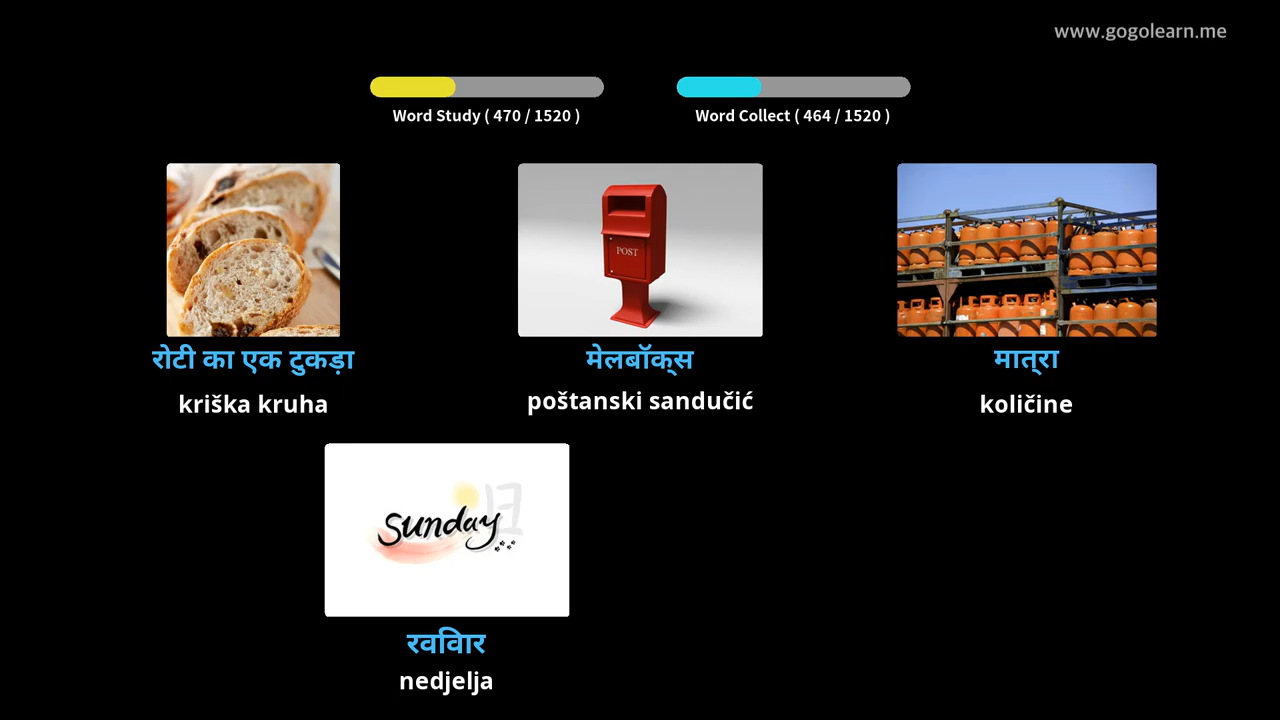 www.gogolearn.me
Word Study ( 470 / 1520 )
Word Collect ( 464 / 1520 )
POST
रोटी का एक टुकड़ा
मेलबॉक्स
मात्रा
kriška kruha
poštanski sandučić
količine
Sunday
日
रविवार
nedjelja